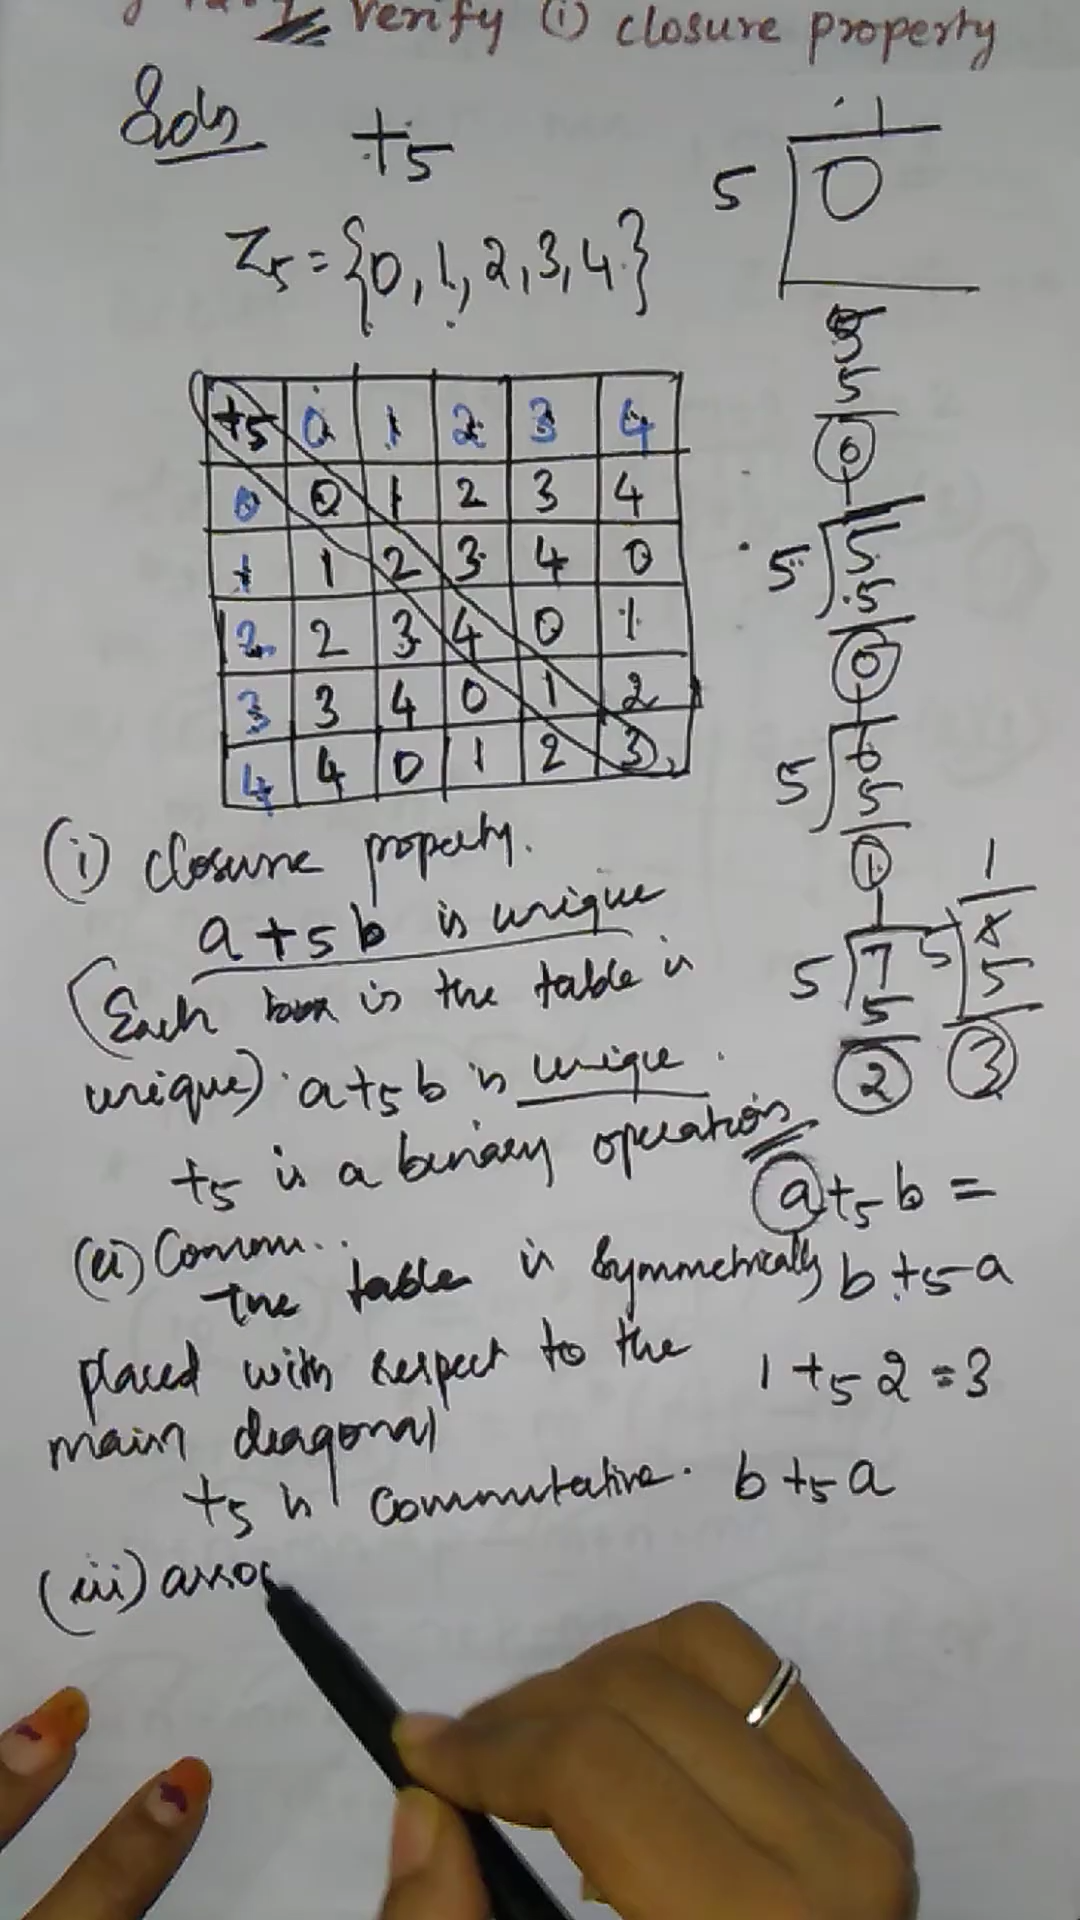 Verify (i) closure property
Soln +5
5 1
0
Z5 = {0, 1, 2, 3, 4}
5
0
+5 0 1 2 3 4
0 0 1 2 3 4
1 1 2 3 4 0
2 2 3 4 0 1
3 3 4 0 1 2
4 4 0 1 2 3
5 5
5
0
5 6
5
1
(i) closure property.
a +5 b is unique
(Each box is the table is
unique). a +5 b is unique.
+5 is a binary operation
1
5 7
5
2
1
5 8
5
3
a +5 b =
b +5 a
(ii) Comm..
The table is symmetrically
placed with respect to the
main diagonal
1 +5 2 = 3
+5 is commutative.
b +5 a
(iii) asso